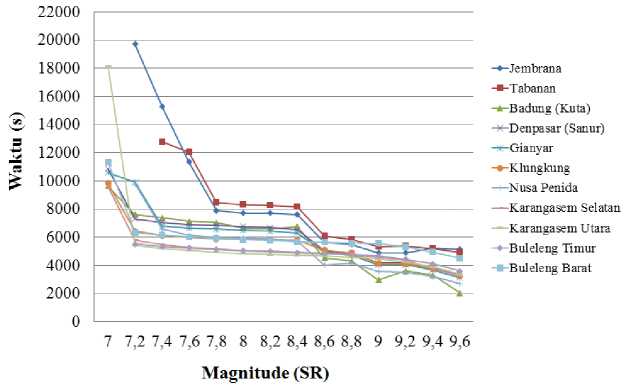 22000
20000
18000
16000
14000
12000
10000
8000
6000
4000
2000
0
Waktu (s)
7 7,2 7,4 7,6 7,8 8 8,2 8,4 8,6 8,8 9 9,2 9,4 9,6
Magnitude (SR)
Jembrana
Tabanan
Badung (Kuta)
Denpasar (Sanur)
Gianyar
Klungkung
Nusa Penida
Karangasem Selatan
Karangasem Utara
Buleleng Timur
Buleleng Barat